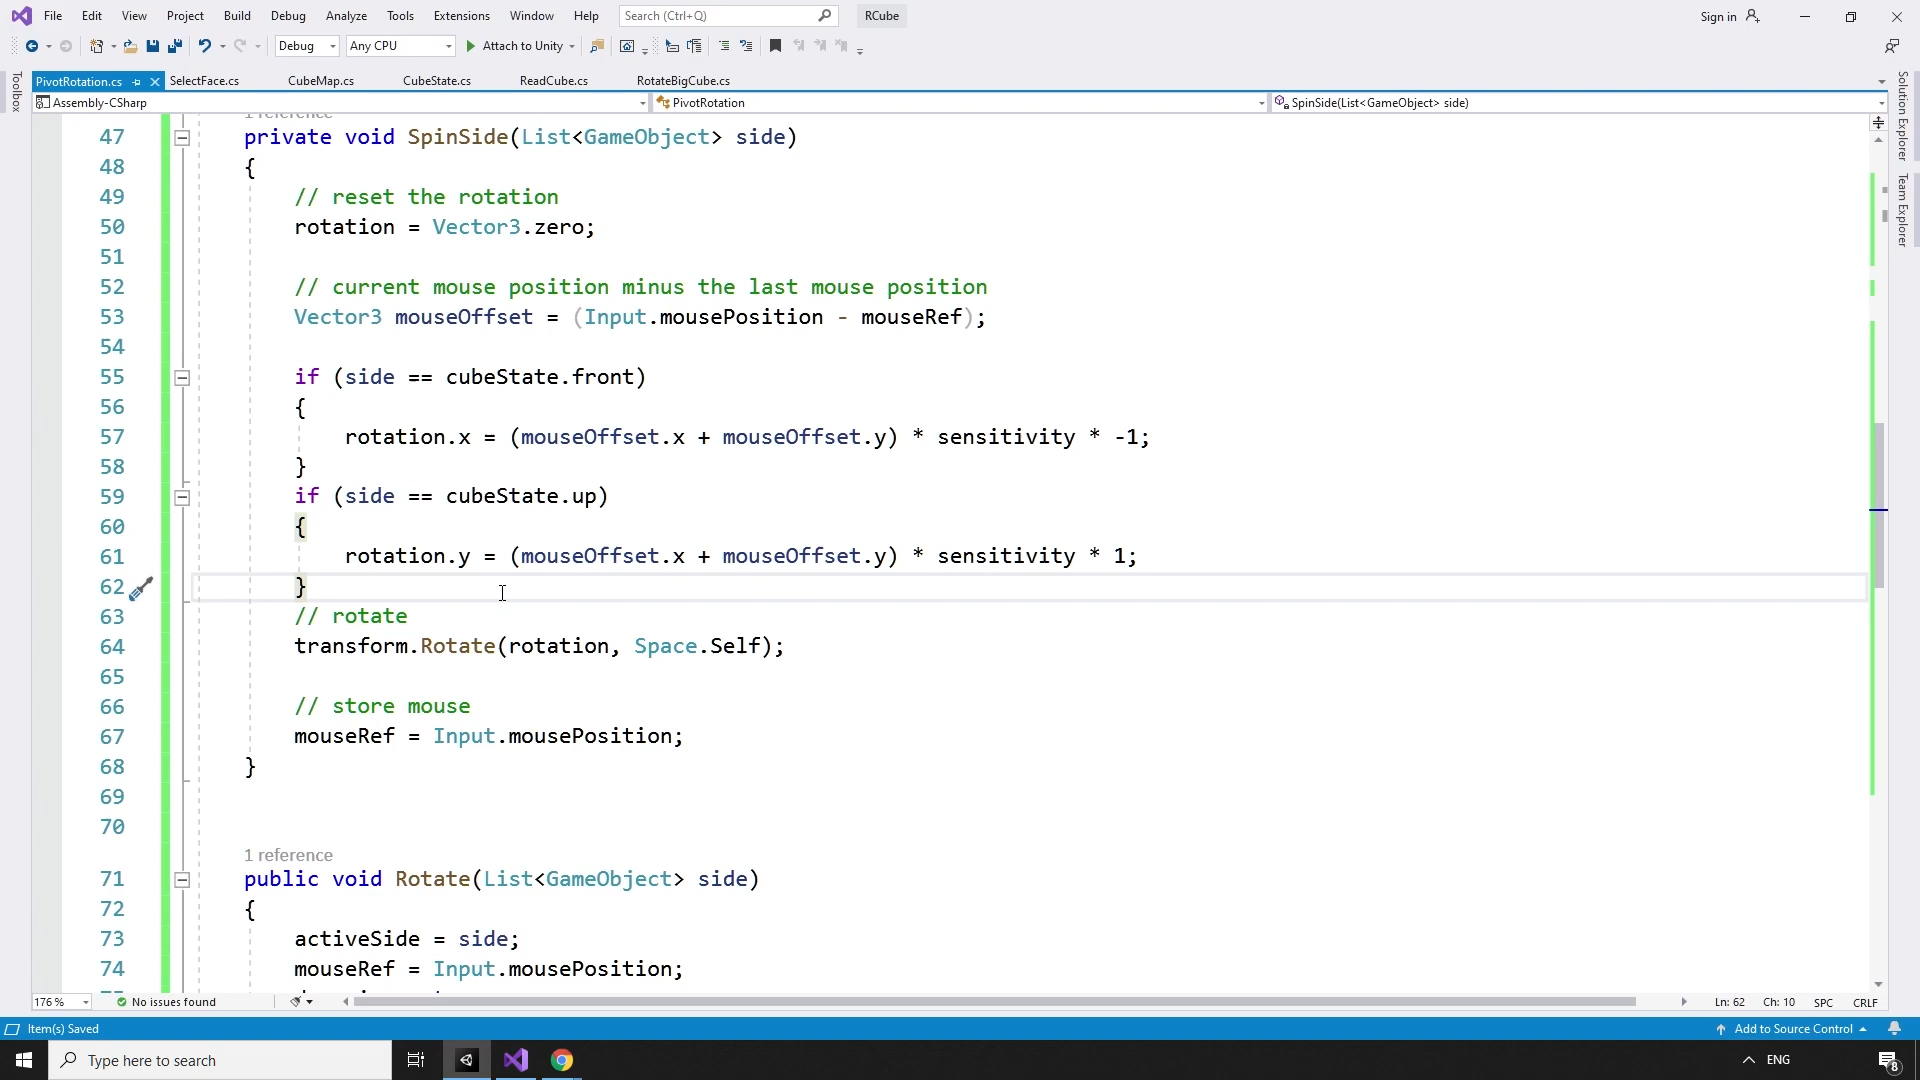 File Edit View Project Build Debug Analyze Tools Extensions Window Help Search (Ctrl+Q) RCube Sign in
Debug Any CPU Attach to Unity
Toolbox
PivotRotation.cs SelectFace.cs CubeMap.cs CubeState.cs ReadCube.cs RotateBigCube.cs
Assembly-CSharp PivotRotation SpinSide(List<GameObject> side)
Solution Explorer
Team Explorer
1 reference
47 private void SpinSide(List<GameObject> side)
48 {
49 // reset the rotation
50 rotation = Vector3.zero;
51
52 // current mouse position minus the last mouse position
53 Vector3 mouseOffset = (Input.mousePosition - mouseRef);
54
55 if (side == cubeState.front)
56 {
57 rotation.x = (mouseOffset.x + mouseOffset.y) * sensitivity * -1;
58 }
59 if (side == cubeState.up)
60 {
61 rotation.y = (mouseOffset.x + mouseOffset.y) * sensitivity * 1;
62 }
63 // rotate
64 transform.Rotate(rotation, Space.Self);
65
66 // store mouse
67 mouseRef = Input.mousePosition;
68 }
69
70
1 reference
71 public void Rotate(List<GameObject> side)
72 {
73 activeSide = side;
74 mouseRef = Input.mousePosition;
176 % No issues found Ln: 62 Ch: 10 SPC CRLF
Item(s) Saved Add to Source Control
Type here to search ENG 8